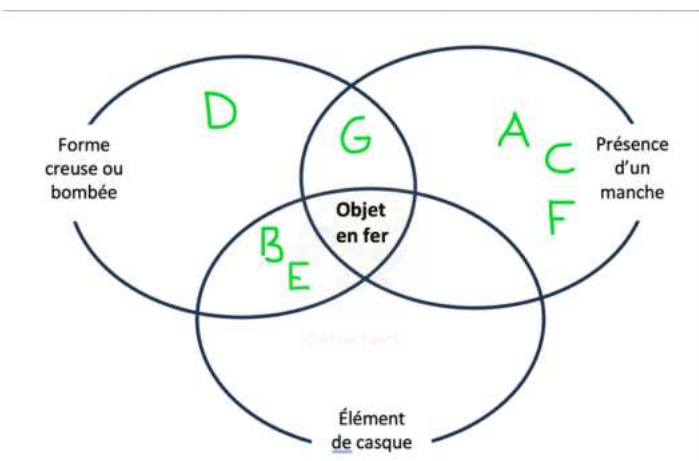 D
G
A
C
F
Forme
creuse ou
bombée
Présence
d'un
manche
Objet
en fer
B
E
Élément
de casque